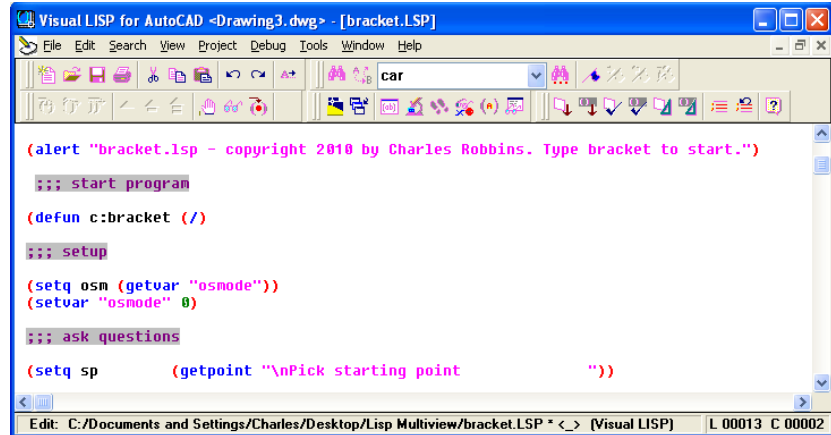 Visual LISP for AutoCAD <Drawing3.dwg> - [bracket.LSP]
File Edit Search View Project Debug Tools Window Help
car
(alert "bracket.lsp - copyright 2010 by Charles Robbins. Type bracket to start.")
;;; start program
(defun c:bracket (/)
;;; setup
(setq osm (getvar "osmode"))
(setvar "osmode" 0)
;;; ask questions
(setq sp (getpoint "\nPick starting point "))
Edit: C:/Documents and Settings/Charles/Desktop/Lisp Multiview/bracket.LSP * <_> (Visual LISP) L 00013 C 00002